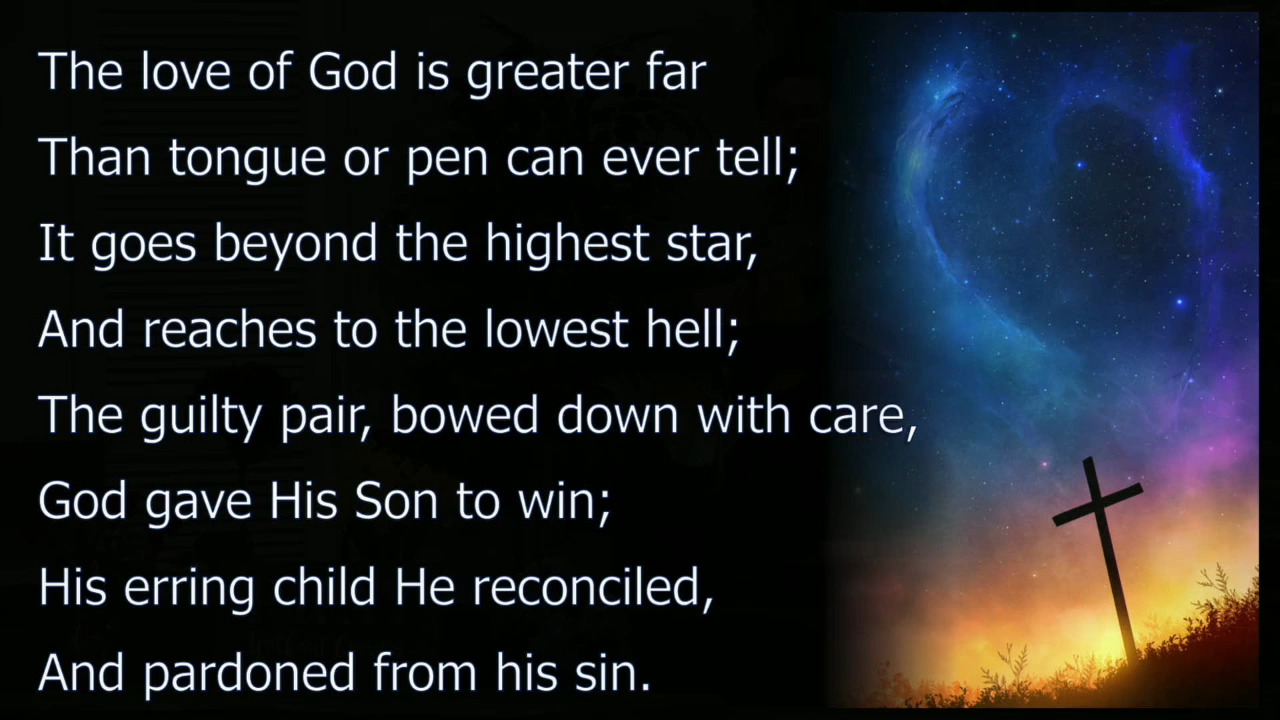 The love of God is greater far
Than tongue or pen can ever tell;
It goes beyond the highest star,
And reaches to the lowest hell;
The guilty pair, bowed down with care,
God gave His Son to win;
His erring child He reconciled,
And pardoned from his sin.